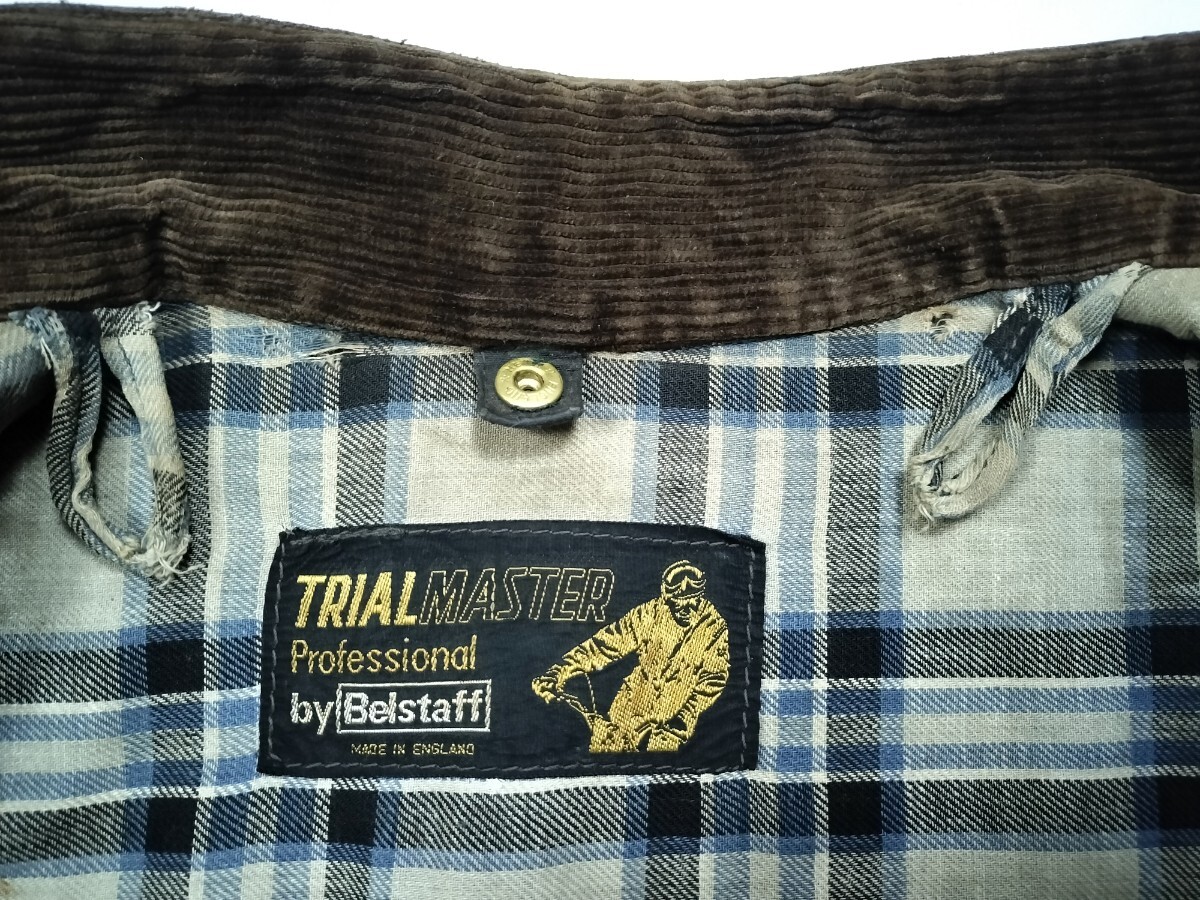 TRIALMASTER
Professional
by Belstaff
MADE IN ENGLAND